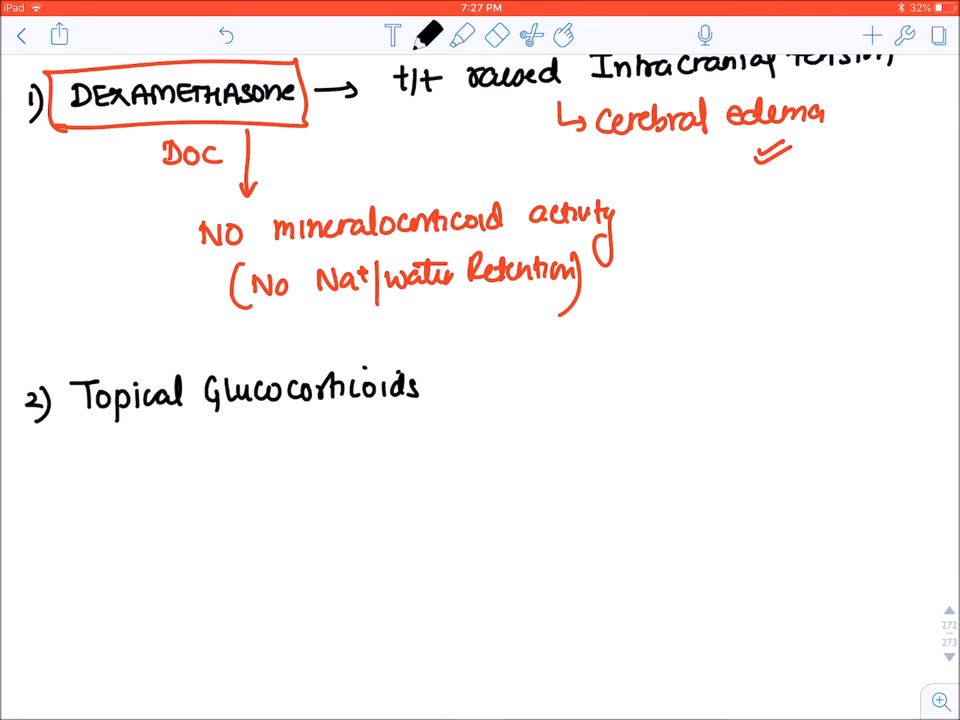 iPad 7:27 PM 32%
T
1) DEXAMETHASONE → t/t raised Intracranial tension
↳ cerebral edema
DOC
NO mineralocorticoid activity
(No Na+/water Retention)
2) Topical Glucocorticoids
272
273